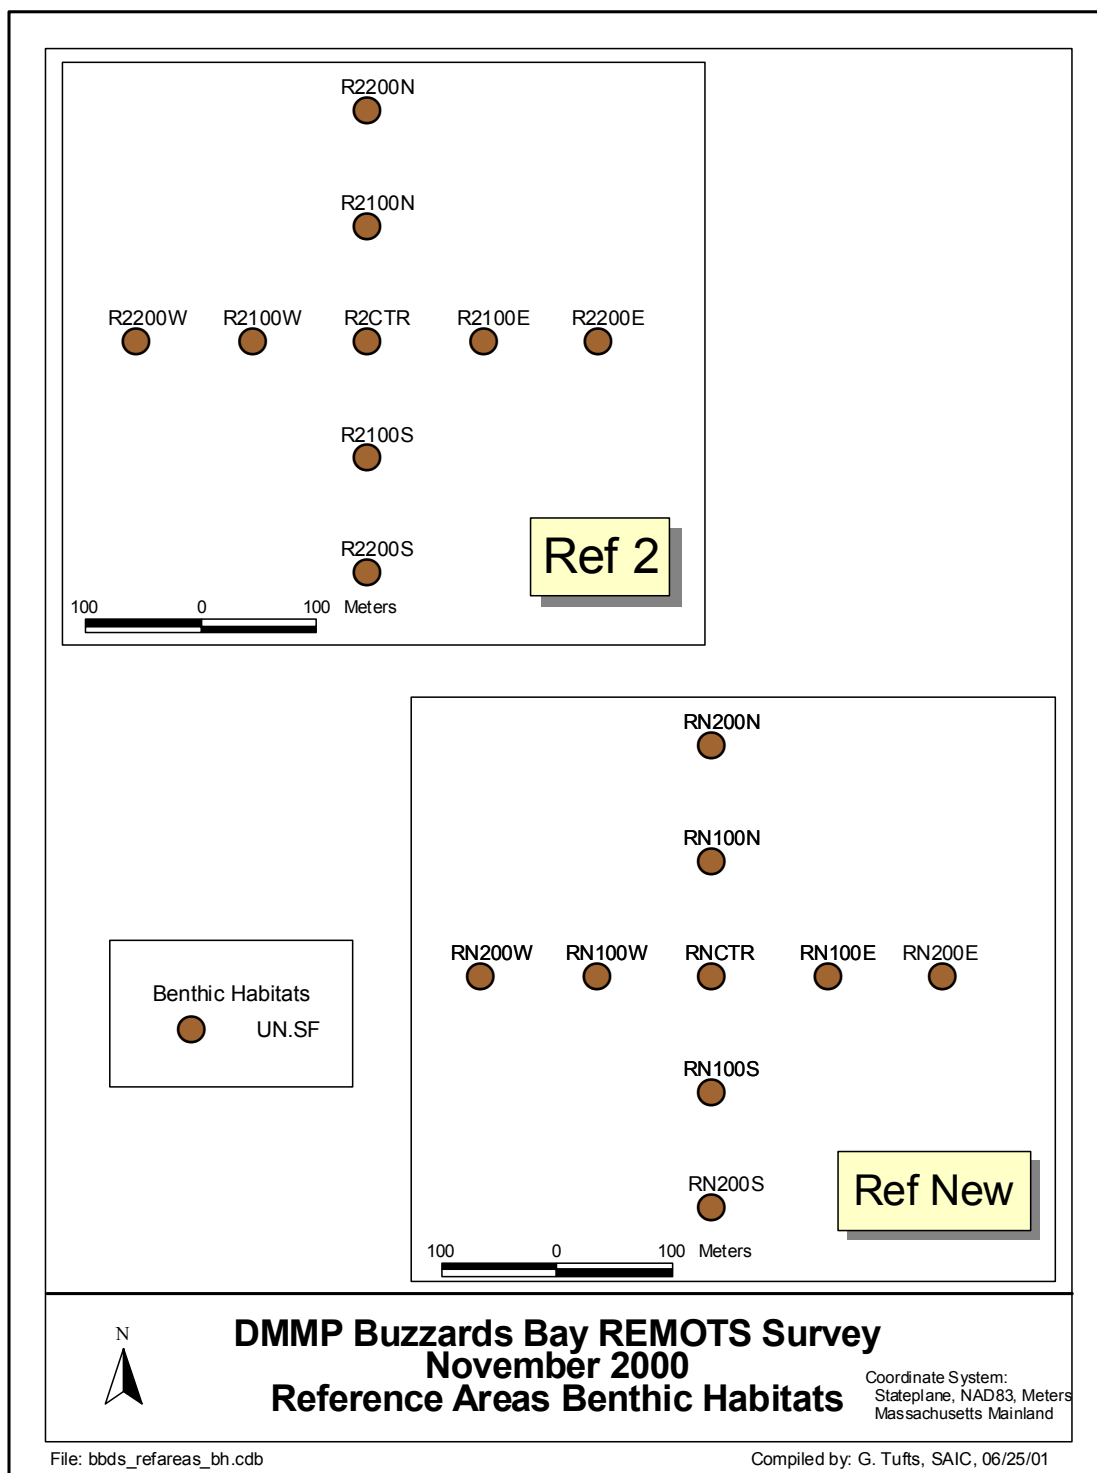 R2200N
R2100N
R2200W R2100W R2CTR R2100E R2200E
R2100S
R2200S
Ref 2
100 0 100 Meters
RN200N
RN100N
RN200W RN100W RNCTR RN100E RN200E
RN100S
RN200S
Ref New
100 0 100 Meters
Benthic Habitats
UN.SF
N
DMMP Buzzards Bay REMOTS Survey
November 2000
Reference Areas Benthic Habitats
Coordinate System:
Stateplane, NAD83, Meters
Massachusetts Mainland
File: bbds_refareas_bh.cdb
Compiled by: G. Tufts, SAIC, 06/25/01